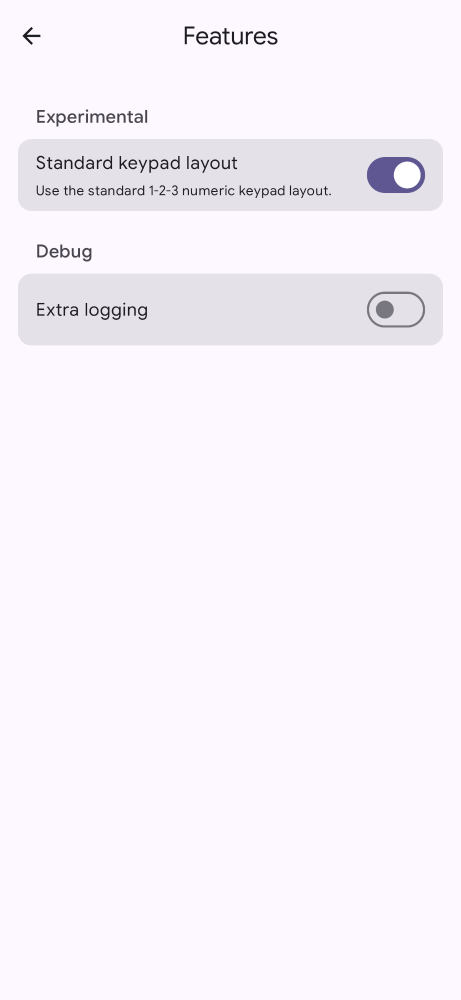 Features
Experimental
Standard keypad layout
Use the standard 1-2-3 numeric keypad layout.
Debug
Extra logging